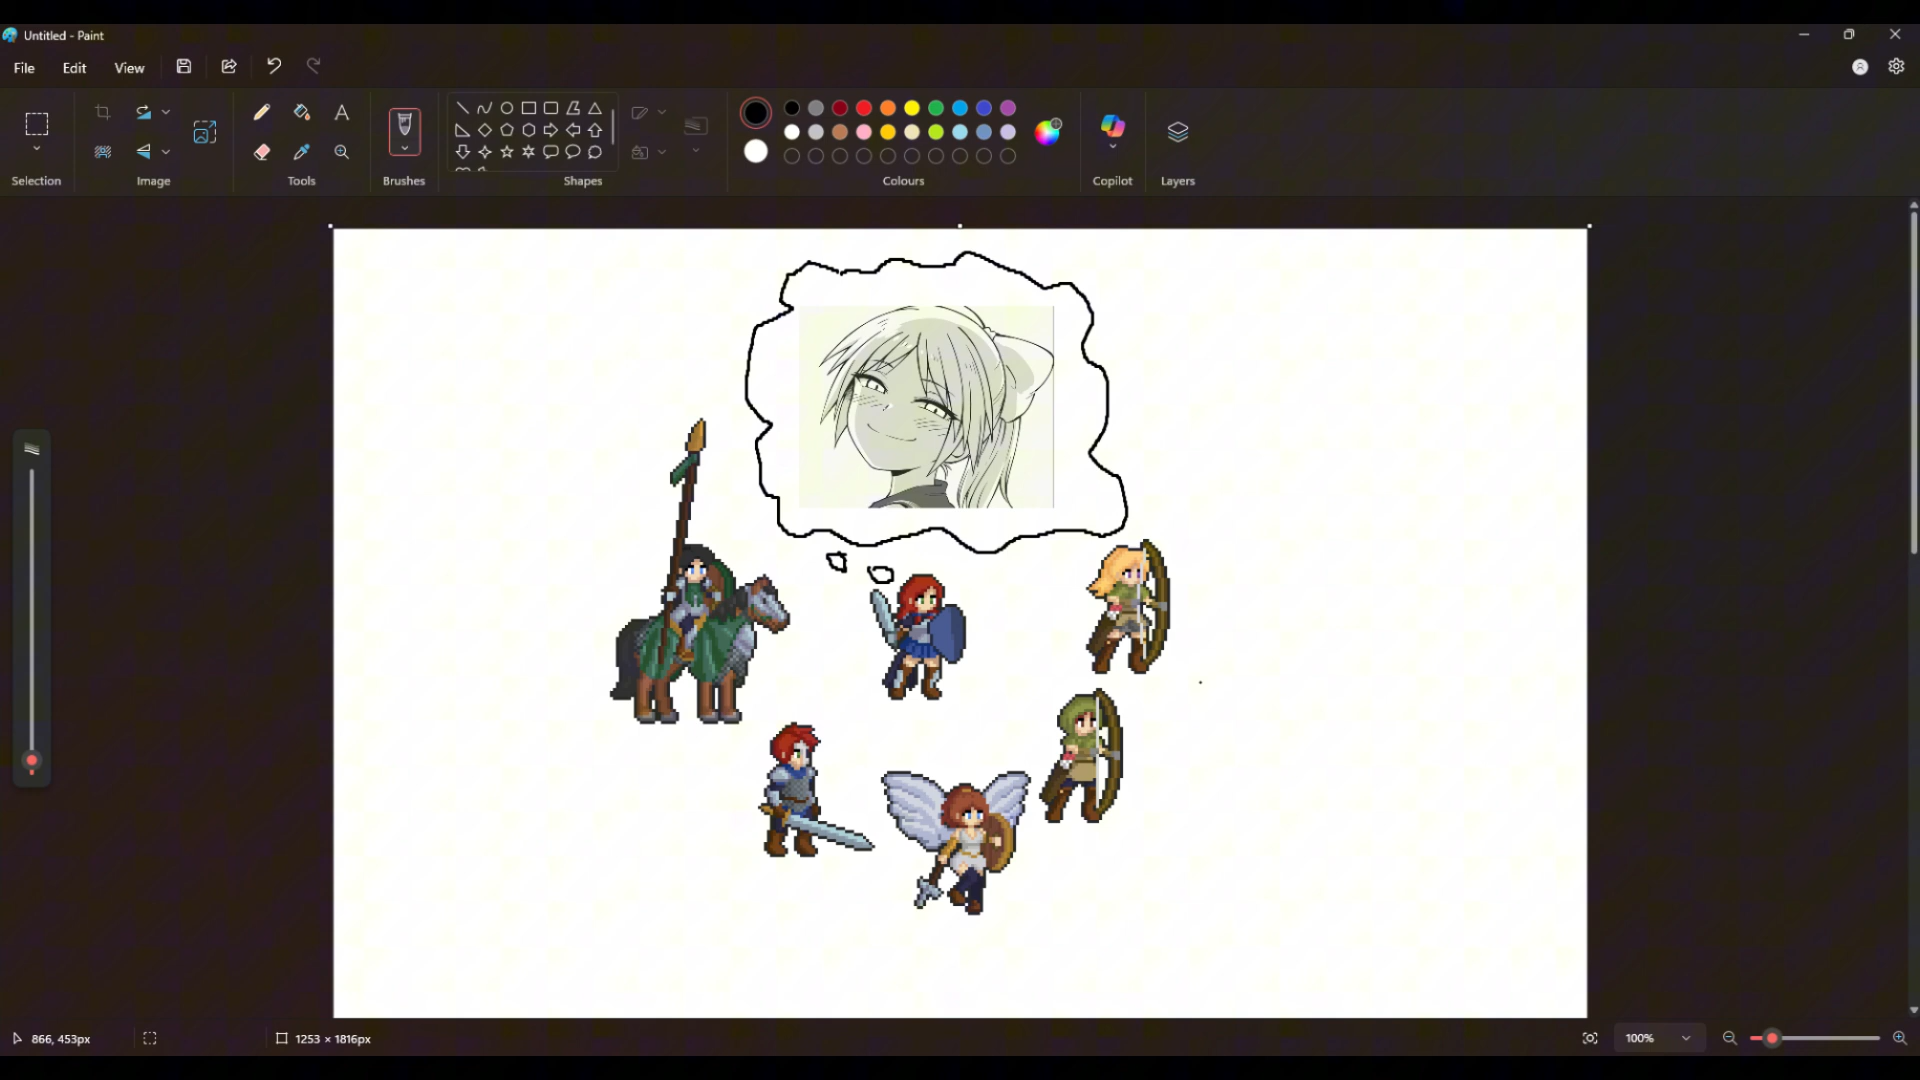 Untitled - Paint
File Edit View
Selection Image Tools Brushes Shapes Colours Copilot Layers
866, 453px 1253 × 1816px 100%